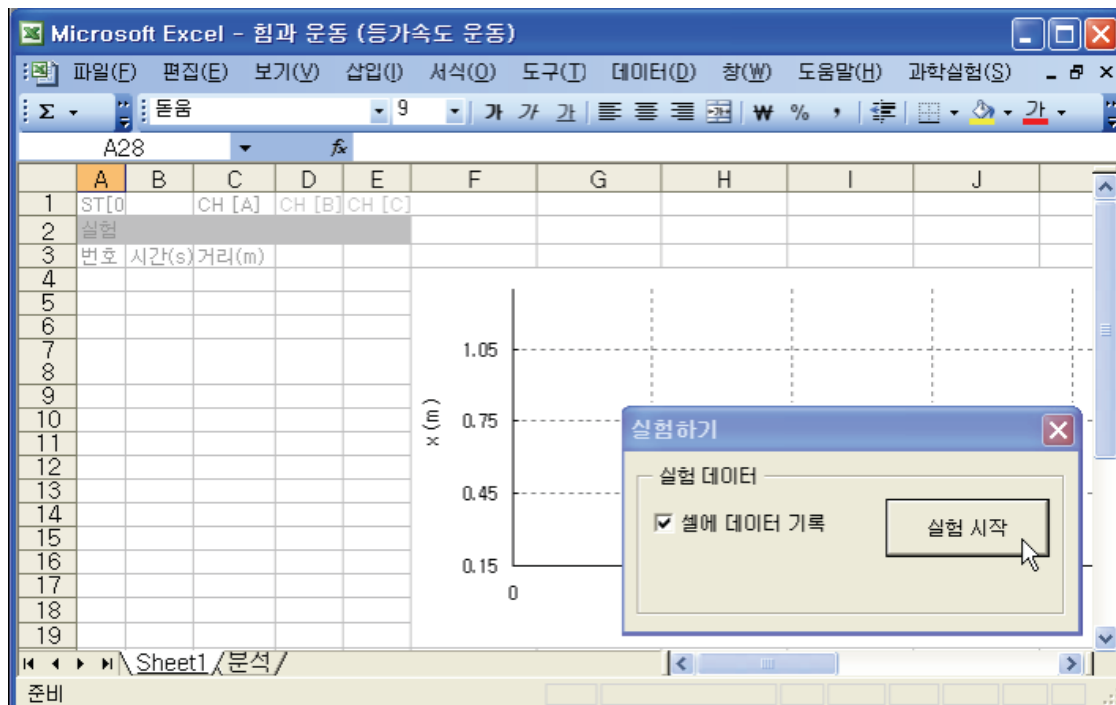 Microsoft Excel - 힘과 운동 (등가속도 운동)
파일(F) 편집(E) 보기(V) 삽입(I) 서식(O) 도구(T) 데이터(D) 창(W) 도움말(H) 과학실험(S)
Σ 돋움 9 가 가 가 ₩ % , 가
A28 fx
A B C D E F G H I J
1 ST[0 CH [A] CH [B] CH [C]
2 실험
3 번호 시간(s) 거리(m)
4
5
6
7
8
9
10
11
12
13
14
15
16
17
18
19
x (m)
1.05
0.75
0.45
0.15
0
실험하기
실험 데이터
셀에 데이터 기록
실험 시작
Sheet1 분석
준비